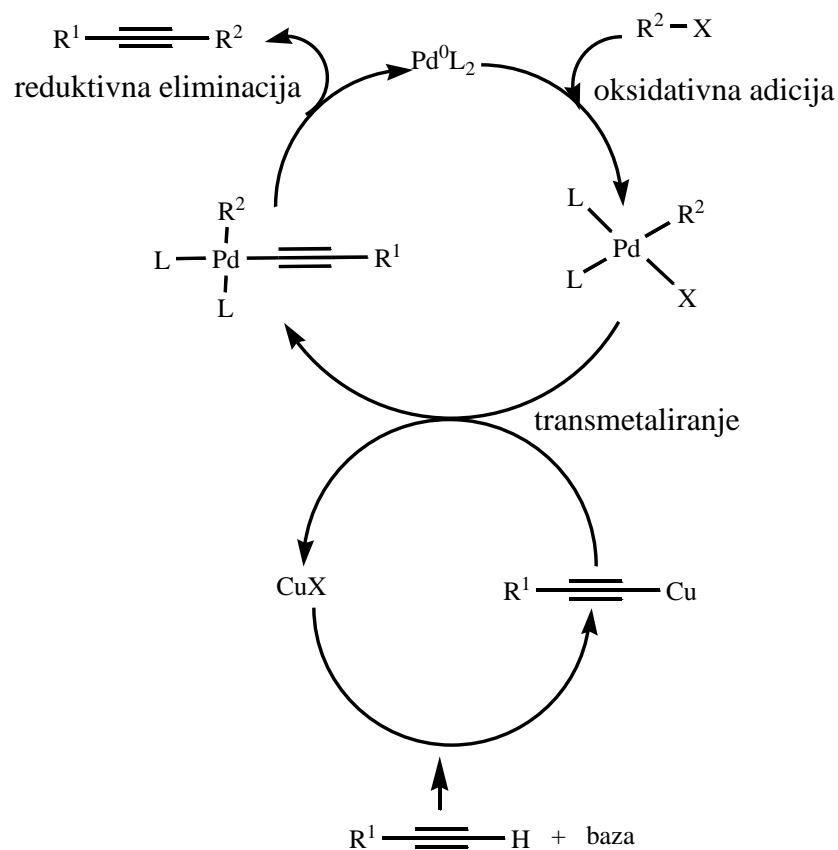 R¹ R²
Pd⁰L₂
R² X
reduktivna eliminacija
oksidativna adicija
R²
L Pd R¹
L
L R²
Pd
L X
transmetaliranje
CuX
R¹ Cu
R¹ H + baza